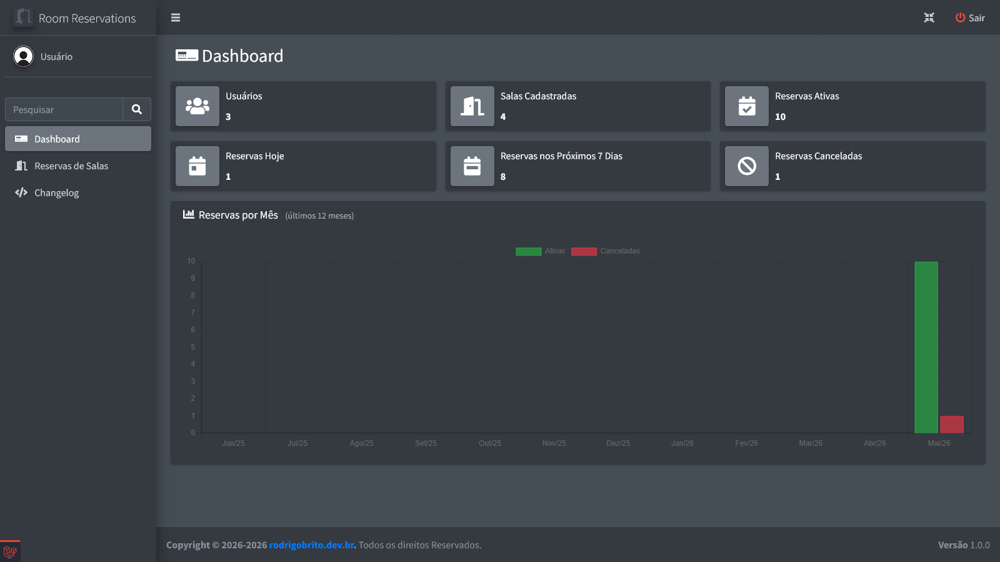 Room Reservations
Sair
Usuário
Pesquisar
Dashboard
Reservas de Salas
Changelog
Dashboard
Usuários
3
Salas Cadastradas
4
Reservas Ativas
10
Reservas Hoje
1
Reservas nos Próximos 7 Dias
8
Reservas Canceladas
1
Reservas por Mês (últimos 12 meses)
Ativas Canceladas
10
9
8
7
6
5
4
3
2
1
0
Jun/25 Jul/25 Ago/25 Set/25 Out/25 Nov/25 Dez/25 Jan/26 Fev/26 Mar/26 Abr/26 Mai/26
Copyright © 2026-2026 rodrigobrito.dev.br. Todos os direitos Reservados.
Versão 1.0.0